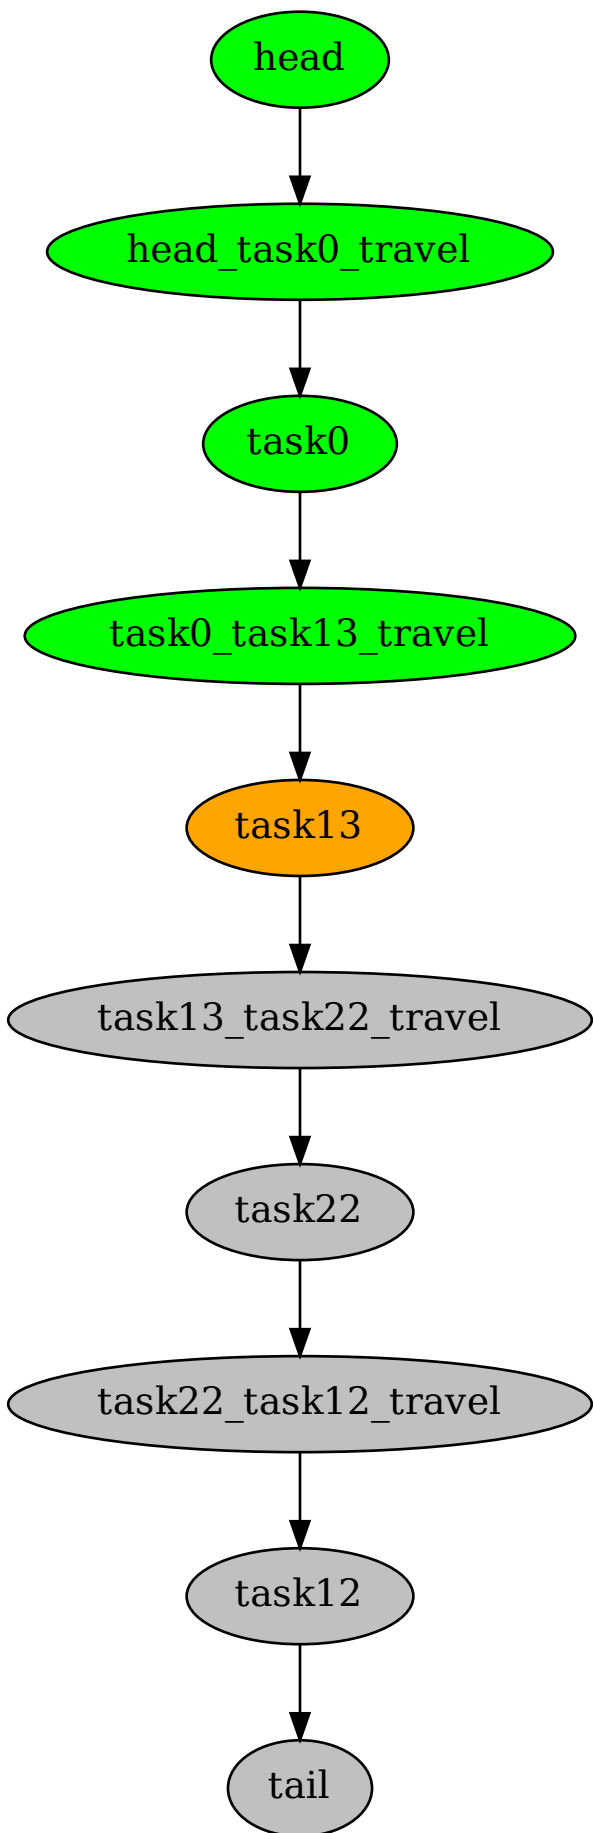 head
head_task0_travel
task0
task0_task13_travel
task13
task13_task22_travel
task22
task22_task12_travel
task12
tail